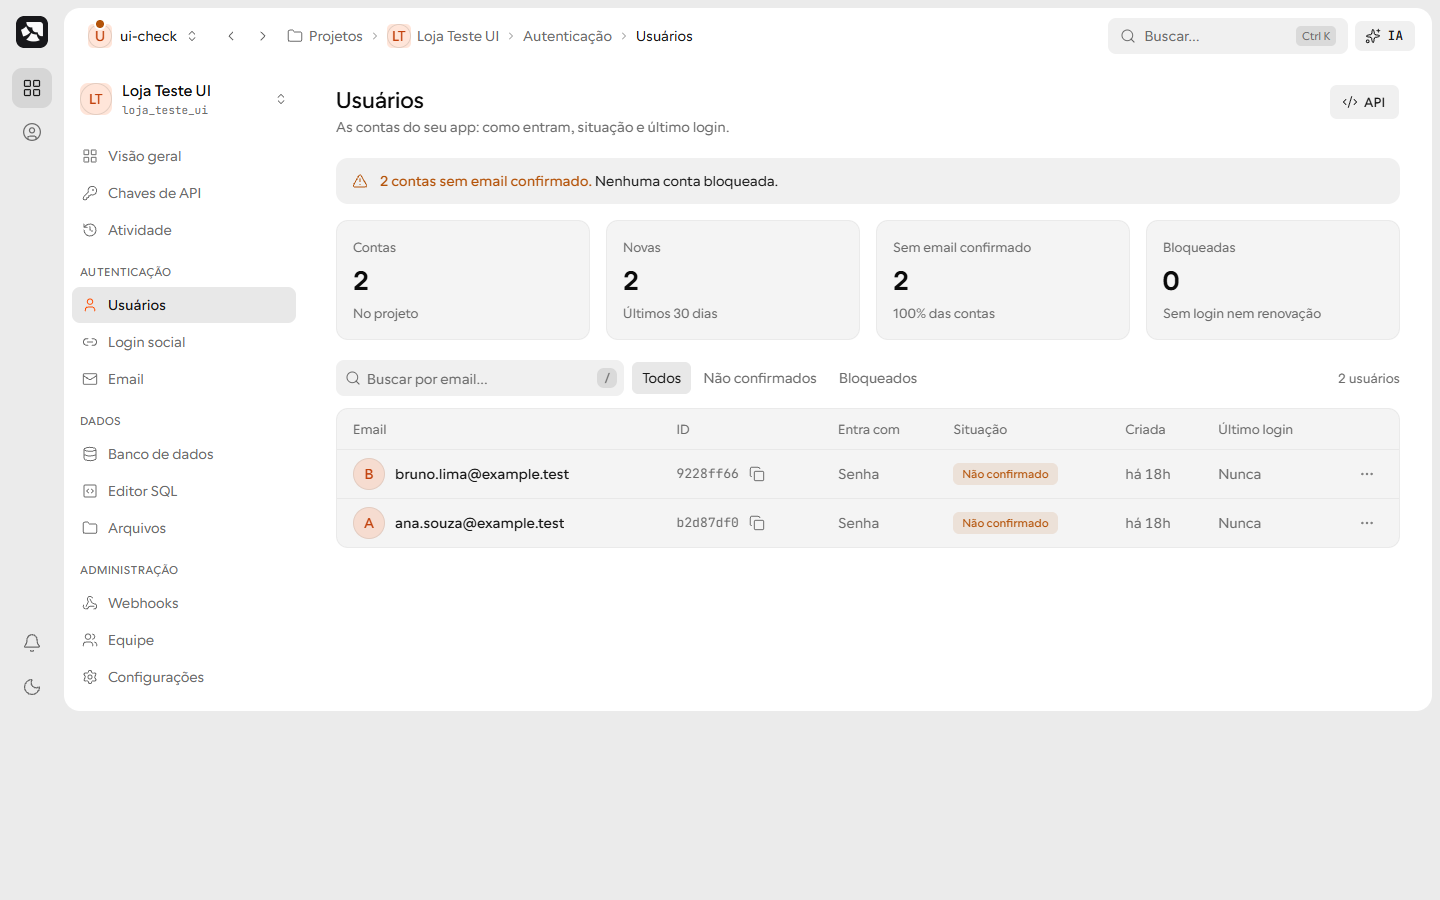 U ui-check
Projetos
LT Loja Teste UI
Autenticação
Usuários
Buscar...
Ctrl K
IA
LT
Loja Teste UI
loja_teste_ui
Visão geral
Chaves de API
Atividade
AUTENTICAÇÃO
Usuários
Login social
Email
DADOS
Banco de dados
Editor SQL
Arquivos
ADMINISTRAÇÃO
Webhooks
Equipe
Configurações
Usuários
As contas do seu app: como entram, situação e último login.
API
2 contas sem email confirmado. Nenhuma conta bloqueada.
Contas
2
No projeto
Novas
2
Últimos 30 dias
Sem email confirmado
2
100% das contas
Bloqueadas
0
Sem login nem renovação
Buscar por email...
/
Todos
Não confirmados
Bloqueados
2 usuários
Email ID Entra com Situação Criada Último login
B bruno.lima@example.test 9228ff66 Senha Não confirmado há 18h Nunca
A ana.souza@example.test b2d87df0 Senha Não confirmado há 18h Nunca